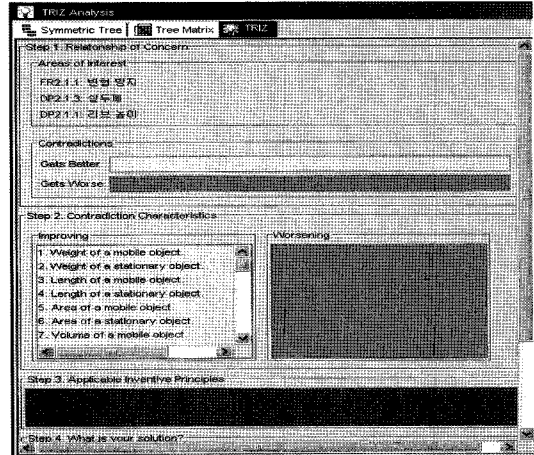 TRIZ Analysis
Symmetric Tree Tree Matrix TRIZ
Step 1. Relationship of Concern
Areas of Interest
FR2.1.1: 변형 방지
DP2.1.3: 살두께
DP2.1.1: 리브 높이
Contradictions
Gets Better
Gets Worse
Step 2. Contradiction Characteristics
Improving
Worsening
1. Weight of a mobile object
2. Weight of a stationary object
3. Length of a mobile object
4. Length of a stationary object
5. Area of a mobile object
6. Area of a stationary object
7. Volume of a mobile object
Step 3. Applicable Inventive Principles
Step 4. What is your solution?